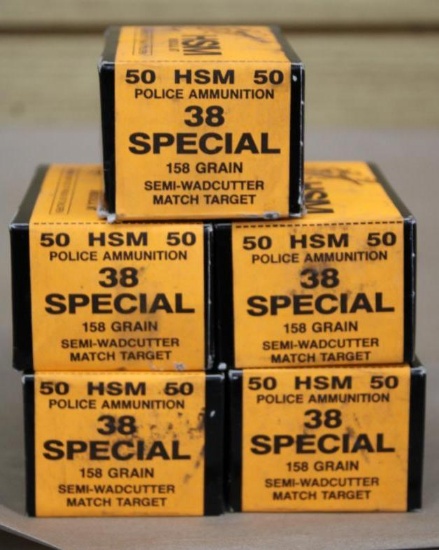 HSM
50 HSM 50
POLICE AMMUNITION
38
SPECIAL
158 GRAIN
SEMI-WADCUTTER
MATCH TARGET
HSM
50 HSM 50
POLICE AMMUNITION
38
SPECIAL
158 GRAIN
SEMI-WADCUTTER
MATCH TARGET
50 HSM 50
POLICE AMMUNITION
38
SPECIAL
158 GRAIN
SEMI-WADCUTTER
MATCH TARGET
50 HSM 50
POLICE AMMUNITION
38
SPECIAL
158 GRAIN
SEMI-WADCUTTER
MATCH TARGET
50 HSM 50
POLICE AMMUNITION
38
SPECIAL
158 GRAIN
SEMI-WADCUTTER
MATCH TARGET